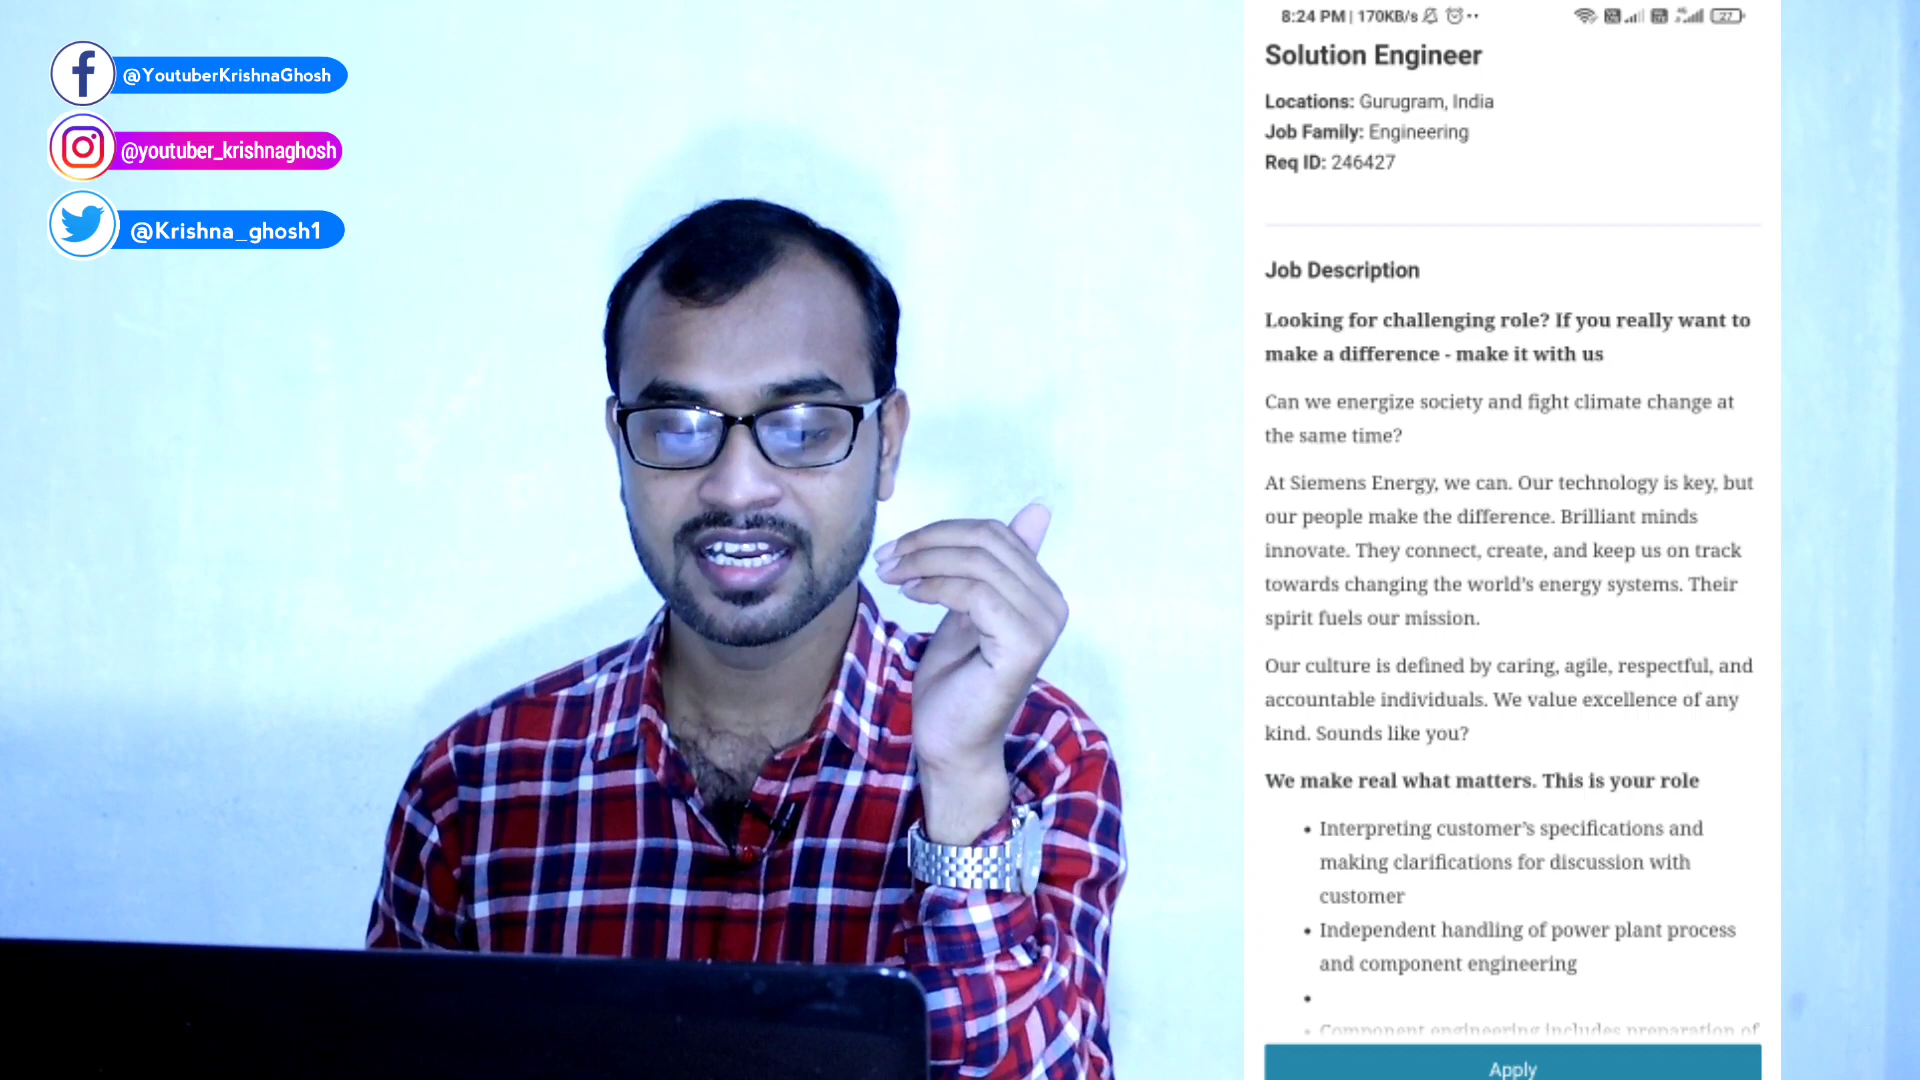 @YoutuberKrishnaGhosh
@youtuber_krishnaghosh
@Krishna_ghosh1
8:24 PM | 170KB/s
27
Solution Engineer
Locations: Gurugram, India
Job Family: Engineering
Req ID: 246427
Job Description
Looking for challenging role? If you really want to
make a difference - make it with us
Can we energize society and fight climate change at
the same time?
At Siemens Energy, we can. Our technology is key, but
our people make the difference. Brilliant minds
innovate. They connect, create, and keep us on track
towards changing the world's energy systems. Their
spirit fuels our mission.
Our culture is defined by caring, agile, respectful, and
accountable individuals. We value excellence of any
kind. Sounds like you?
We make real what matters. This is your role
• Interpreting customer's specifications and
making clarifications for discussion with
customer
• Independent handling of power plant process
and component engineering
•
• Component engineering includes preparation of
Apply